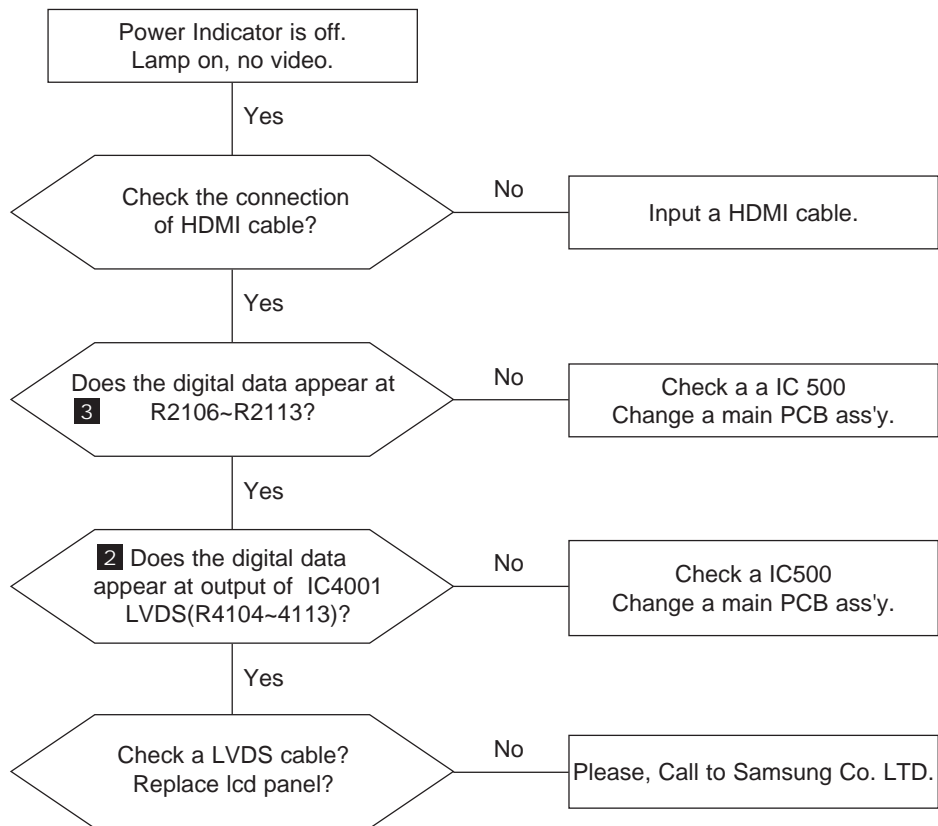 Power Indicator is off.
Lamp on, no video.
Yes
Check the connection
of HDMI cable?
No
Input a HDMI cable.
Yes
Does the digital data appear at
3 R2106~R2113?
No
Check a a IC 500
Change a main PCB ass'y.
Yes
2 Does the digital data
appear at output of IC4001
LVDS(R4104~4113)?
No
Check a IC500
Change a main PCB ass'y.
Yes
Check a LVDS cable?
Replace lcd panel?
No
Please, Call to Samsung Co. LTD.